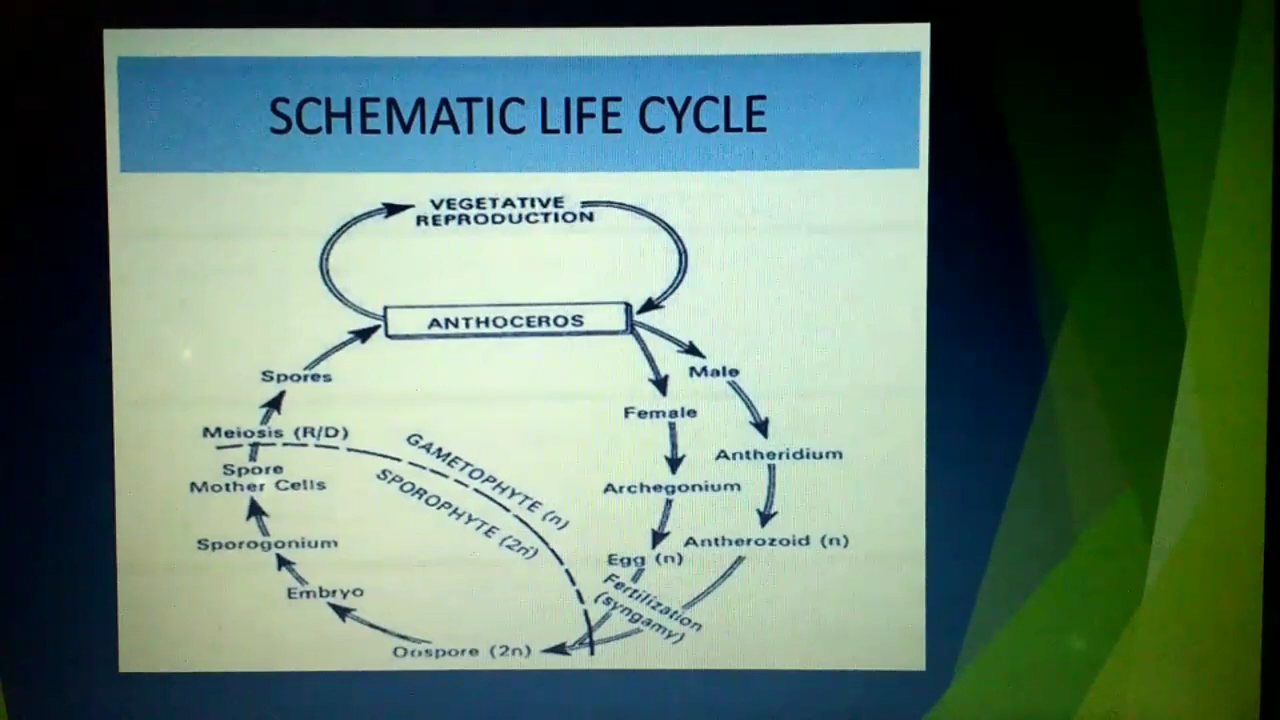 SCHEMATIC LIFE CYCLE
VEGETATIVE
REPRODUCTION
ANTHOCEROS
Male
Spores
Female
Meiosis (R/D)
GAMETOPHYTE (n)
Antheridium
Spore
Mother Cells
SPOROPHYTE (2n)
Archegonium
Antherozoid (n)
Sporogonium
Egg (n)
Embryo
Fertilization
(syngamy)
Oospore (2n)